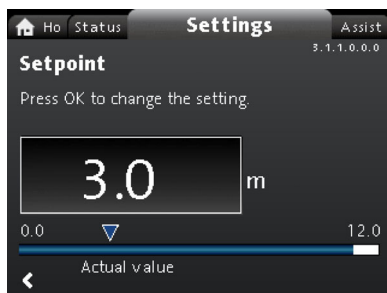 Ho Status Settings Assist
3.1.1.0.0.0
Setpoint
Press OK to change the setting.
3.0 m
0.0 12.0
Actual value